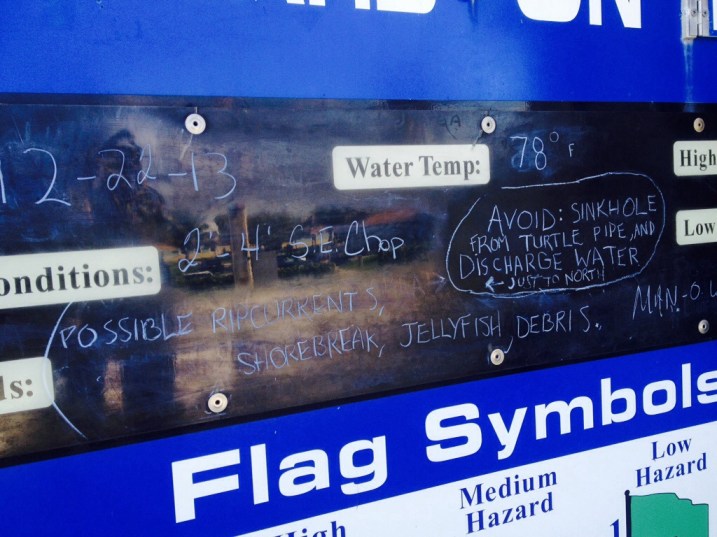 12-22-13
Water Temp: 78° F
High
2'-4' S.E. Chop
AVOID: SINKHOLE
FROM TURTLE PIPE, AND
DISCHARGE WATER
← JUST TO NORTH
Low
onditions:
POSSIBLE RIPCURRENTS,
SHOREBREAK, JELLYFISH DEBRIS., MAN-O
ls:
Flag Symbols
High
Medium
Hazard
Low
Hazard
1